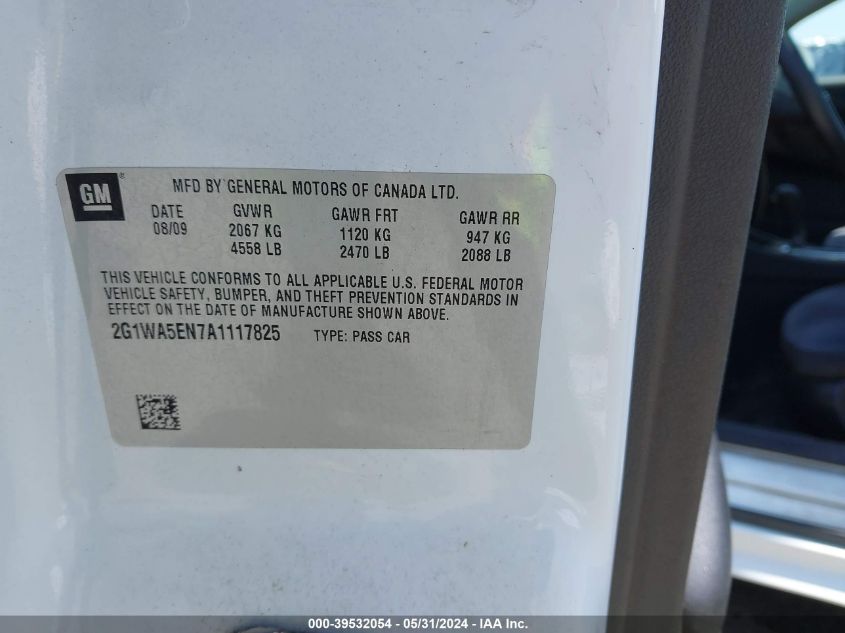 GM ®
MFD BY GENERAL MOTORS OF CANADA LTD.
DATE GVWR GAWR FRT GAWR RR
08/09 2067 KG 1120 KG 947 KG
4558 LB 2470 LB 2088 LB
THIS VEHICLE CONFORMS TO ALL APPLICABLE U.S. FEDERAL MOTOR
VEHICLE SAFETY, BUMPER, AND THEFT PREVENTION STANDARDS IN
EFFECT ON THE DATE OF MANUFACTURE SHOWN ABOVE.
2G1WA5EN7A1117825 TYPE: PASS CAR
000-39532054 - 05/31/2024 - IAA Inc.